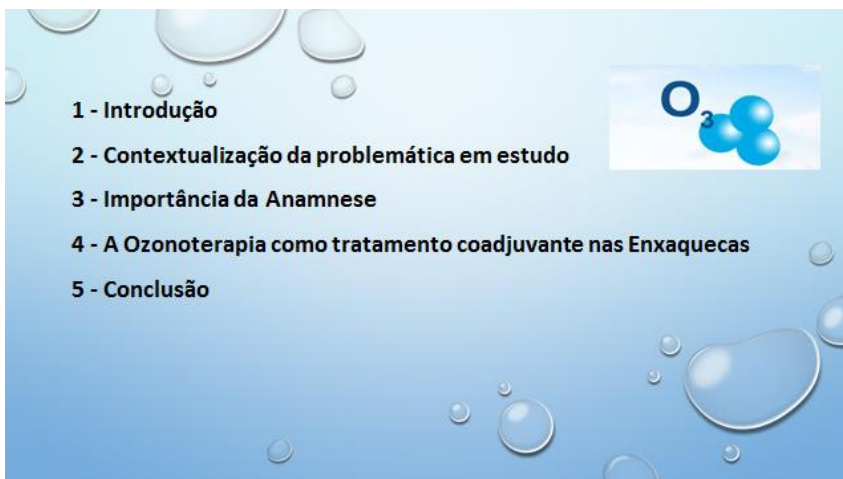 O3
1 - Introdução
2 - Contextualização da problemática em estudo
3 - Importância da Anamnese
4 - A Ozonoterapia como tratamento coadjuvante nas Enxaquecas
5 - Conclusão